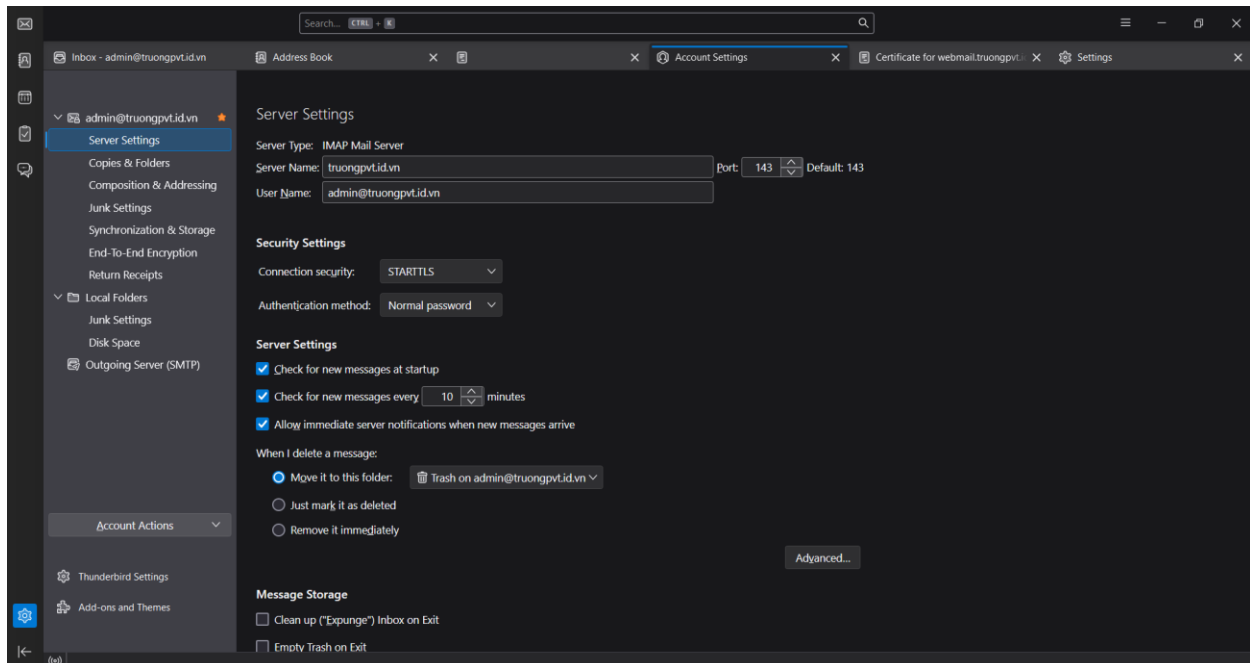 Search... CTRL + K
Inbox - admin@truongpvt.id.vn
Address Book
Account Settings
Certificate for webmail.truongpvt.i
Settings
admin@truongpvt.id.vn
Server Settings
Copies & Folders
Composition & Addressing
Junk Settings
Synchronization & Storage
End-To-End Encryption
Return Receipts
Local Folders
Junk Settings
Disk Space
Outgoing Server (SMTP)
Account Actions
Thunderbird Settings
Add-ons and Themes
Server Settings
Server Type: IMAP Mail Server
Server Name: truongpvt.id.vn Port: 143 Default: 143
User Name: admin@truongpvt.id.vn
Security Settings
Connection security: STARTTLS
Authentication method: Normal password
Server Settings
Check for new messages at startup
Check for new messages every 10 minutes
Allow immediate server notifications when new messages arrive
When I delete a message:
Move it to this folder: Trash on admin@truongpvt.id.vn
Just mark it as deleted
Remove it immediately
Advanced...
Message Storage
Clean up ("Expunge") Inbox on Exit
Empty Trash on Exit